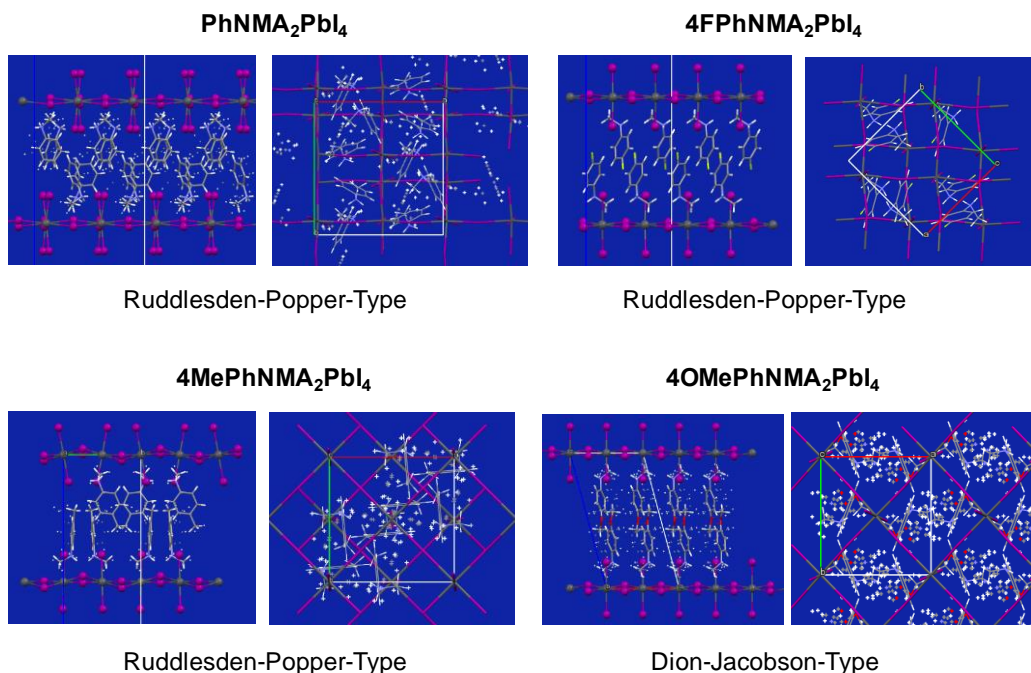 PhNMA₂PbI₄
4FPhNMA₂PbI₄
Ruddlesden-Popper-Type
Ruddlesden-Popper-Type
4MePhNMA₂PbI₄
4OMePhNMA₂PbI₄
Ruddlesden-Popper-Type
Dion-Jacobson-Type